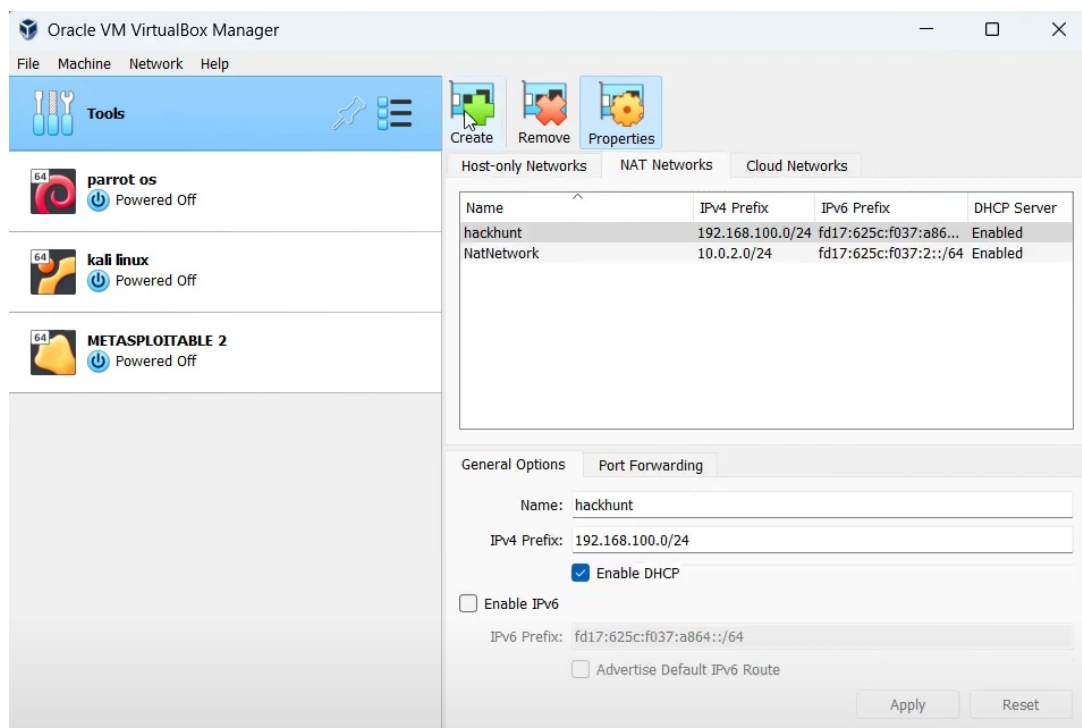 Oracle VM VirtualBox Manager
File Machine Network Help
Tools
Create Remove Properties
Host-only Networks NAT Networks Cloud Networks
64
parrot os
Powered Off
Name IPv4 Prefix IPv6 Prefix DHCP Server
hackhunt 192.168.100.0/24 fd17:625c:f037:a86... Enabled
NatNetwork 10.0.2.0/24 fd17:625c:f037:2::/64 Enabled
64
kali linux
Powered Off
64
METASPLOITABLE 2
Powered Off
General Options Port Forwarding
Name: hackhunt
IPv4 Prefix: 192.168.100.0/24
Enable DHCP
Enable IPv6
IPv6 Prefix: fd17:625c:f037:a864::/64
Advertise Default IPv6 Route
Apply Reset